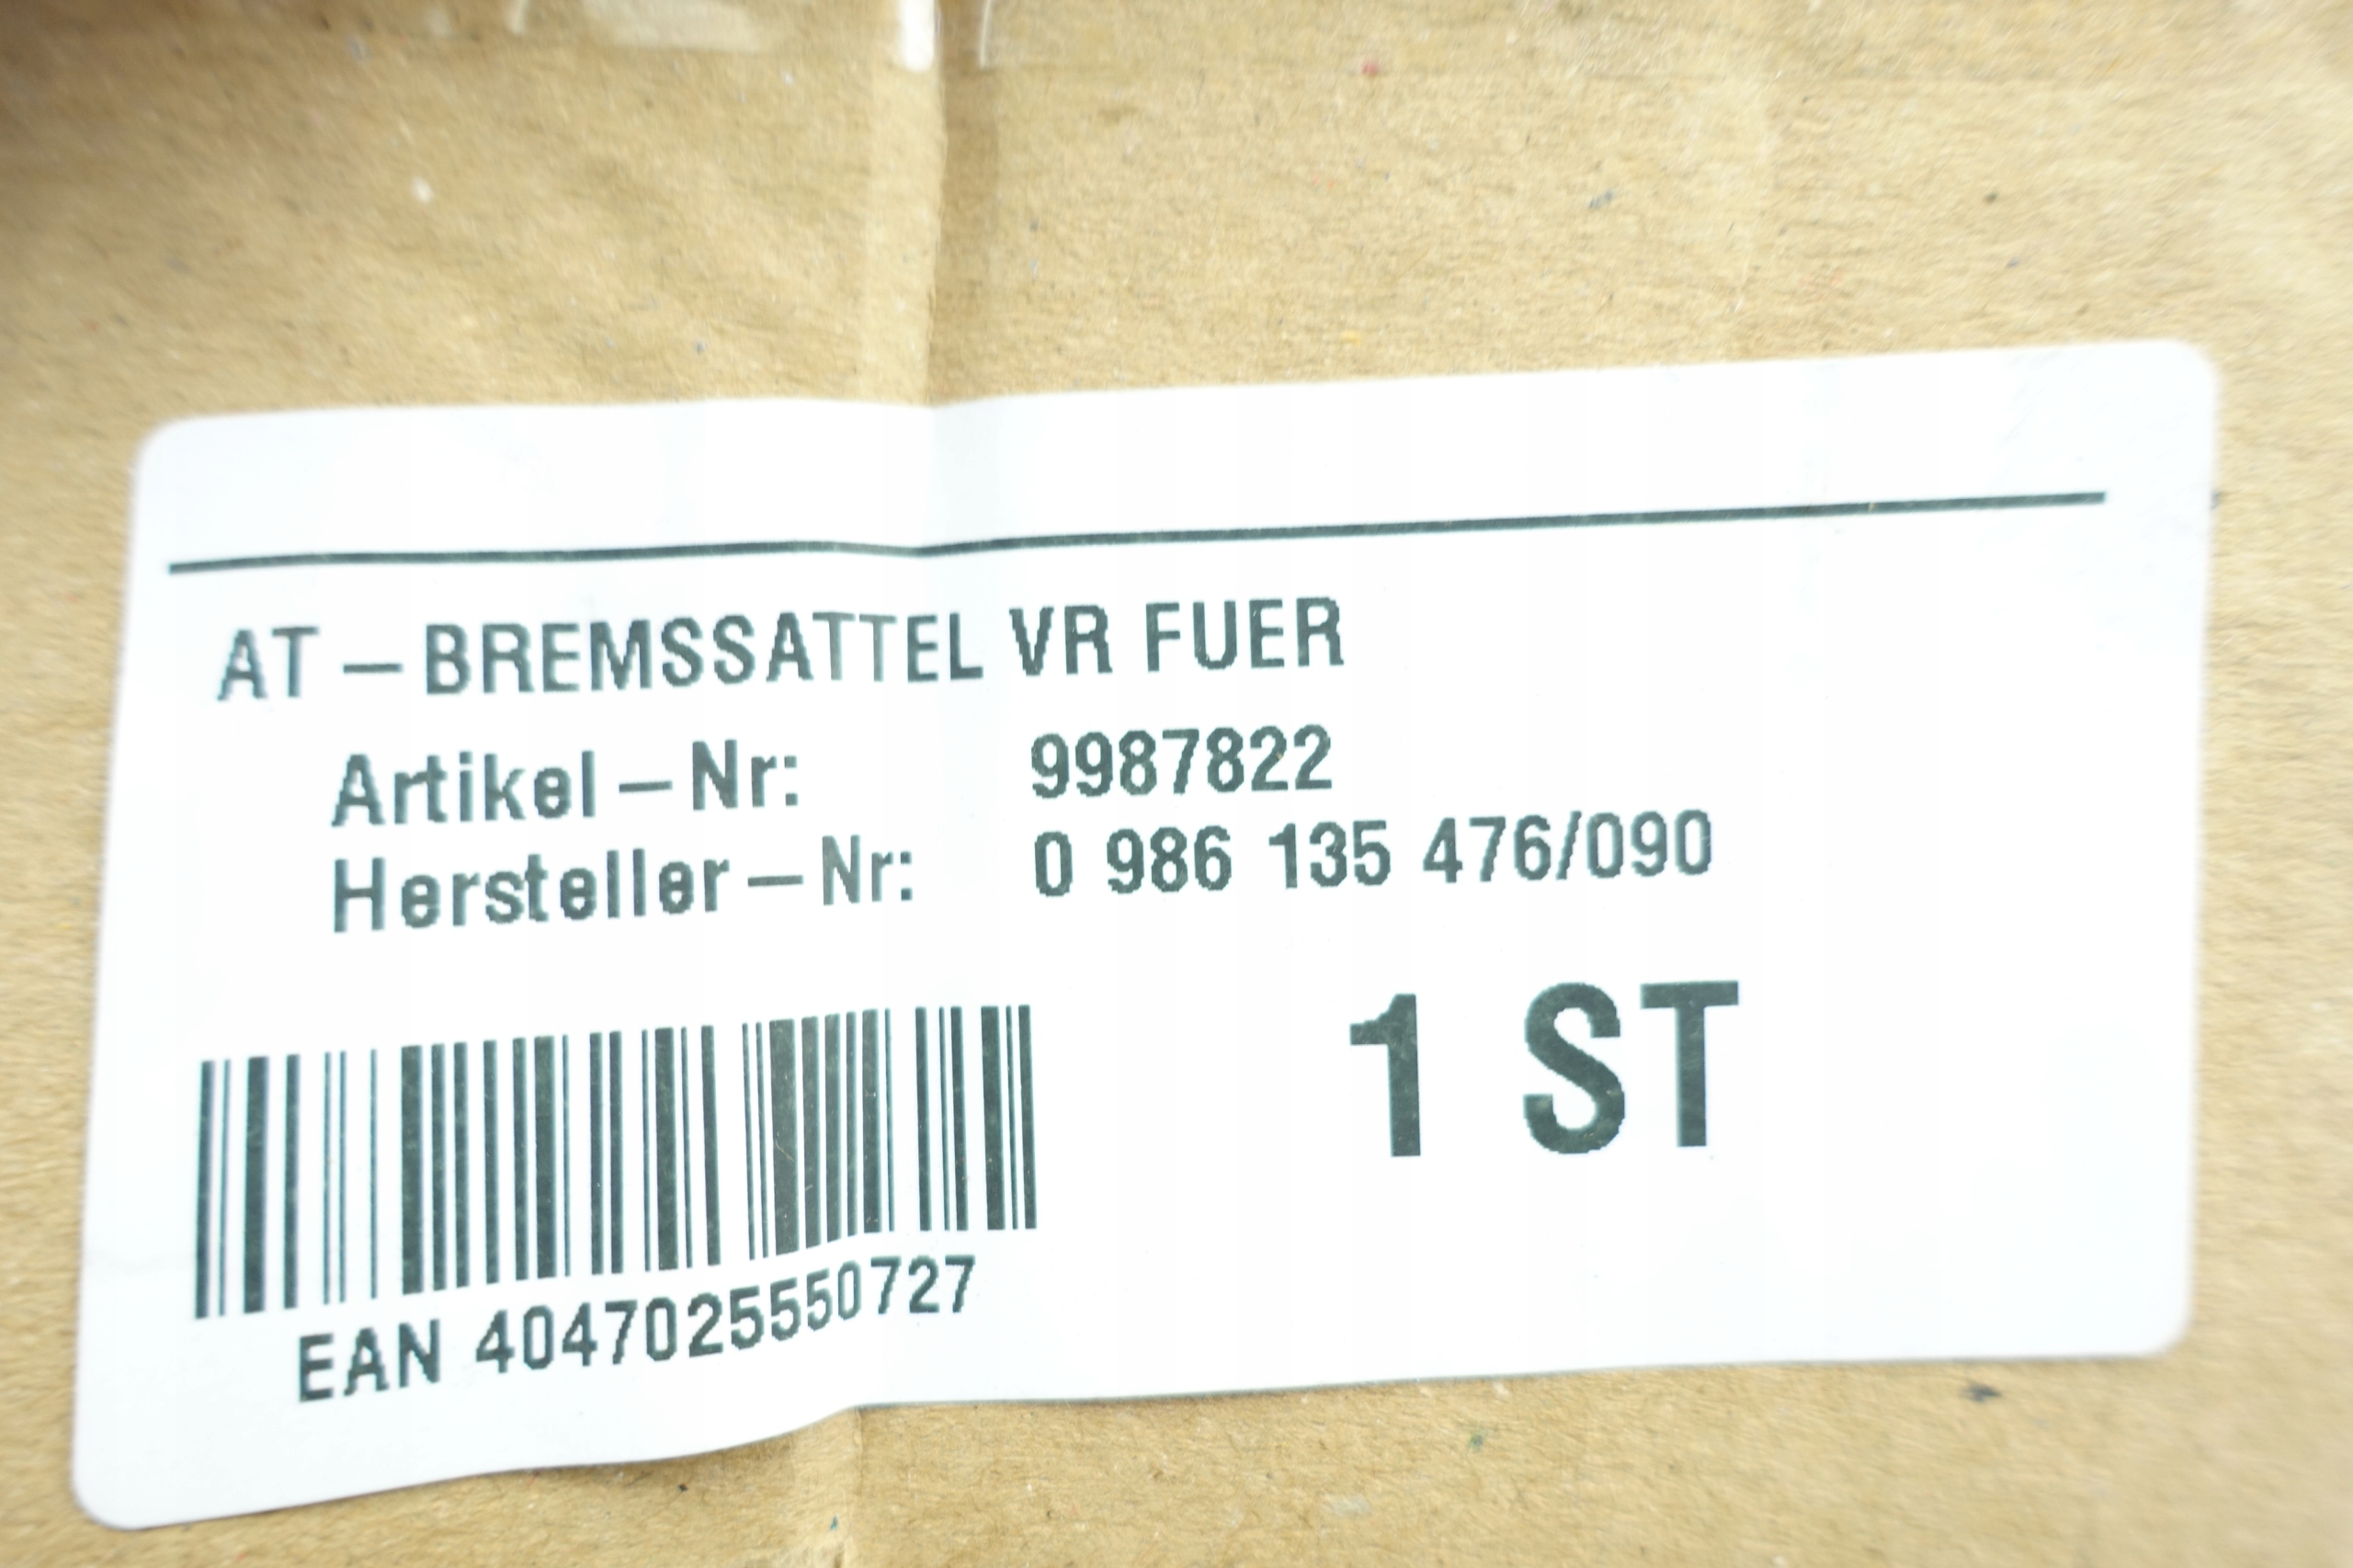 AT – BREMSSATTEL VR FUER
Artikel – Nr: 9987822
Hersteller – Nr: 0 986 135 476/090
1 ST
EAN 4047025550727